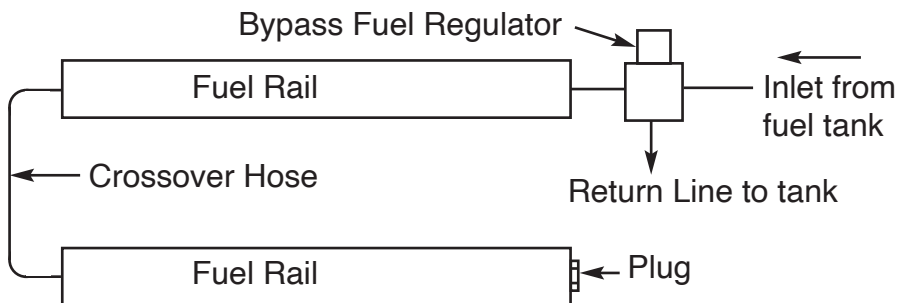 Bypass Fuel Regulator
Fuel Rail
Inlet from
fuel tank
Crossover Hose
Return Line to tank
Fuel Rail
Plug